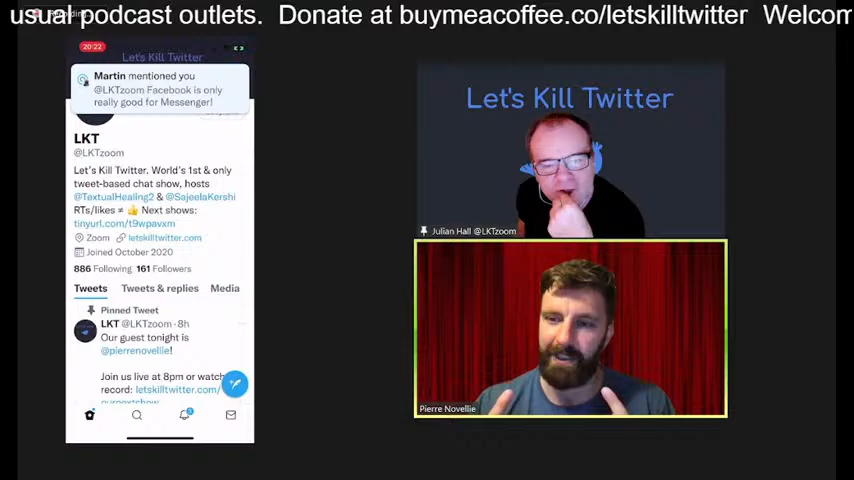 usual podcast outlets.  Donate at buymeacoffee.co/letskilltwitter  Welcom
20:22
Let's Kill Twitter
Martin mentioned you
@LKTzoom Facebook is only
really good for Messenger!
LKT
@LKTzoom
Let's Kill Twitter. World's 1st & only
tweet-based chat show, hosts
@TextualHealing2 & @SajeelaKershi
RTs/likes ≠ 👍 Next shows:
tinyurl.com/t9wpavxm
Zoom letskilltwitter.com
Joined October 2020
886 Following 161 Followers
Tweets Tweets & replies Media
Pinned Tweet
LKT @LKTzoom · 8h
Our guest tonight is
@pierrenovellie!
Join us live at 8pm or watch
record: letskilltwitter.com/
ournextshow
Let's Kill Twitter
Julian Hall @LKTzoom
Pierre Novellie